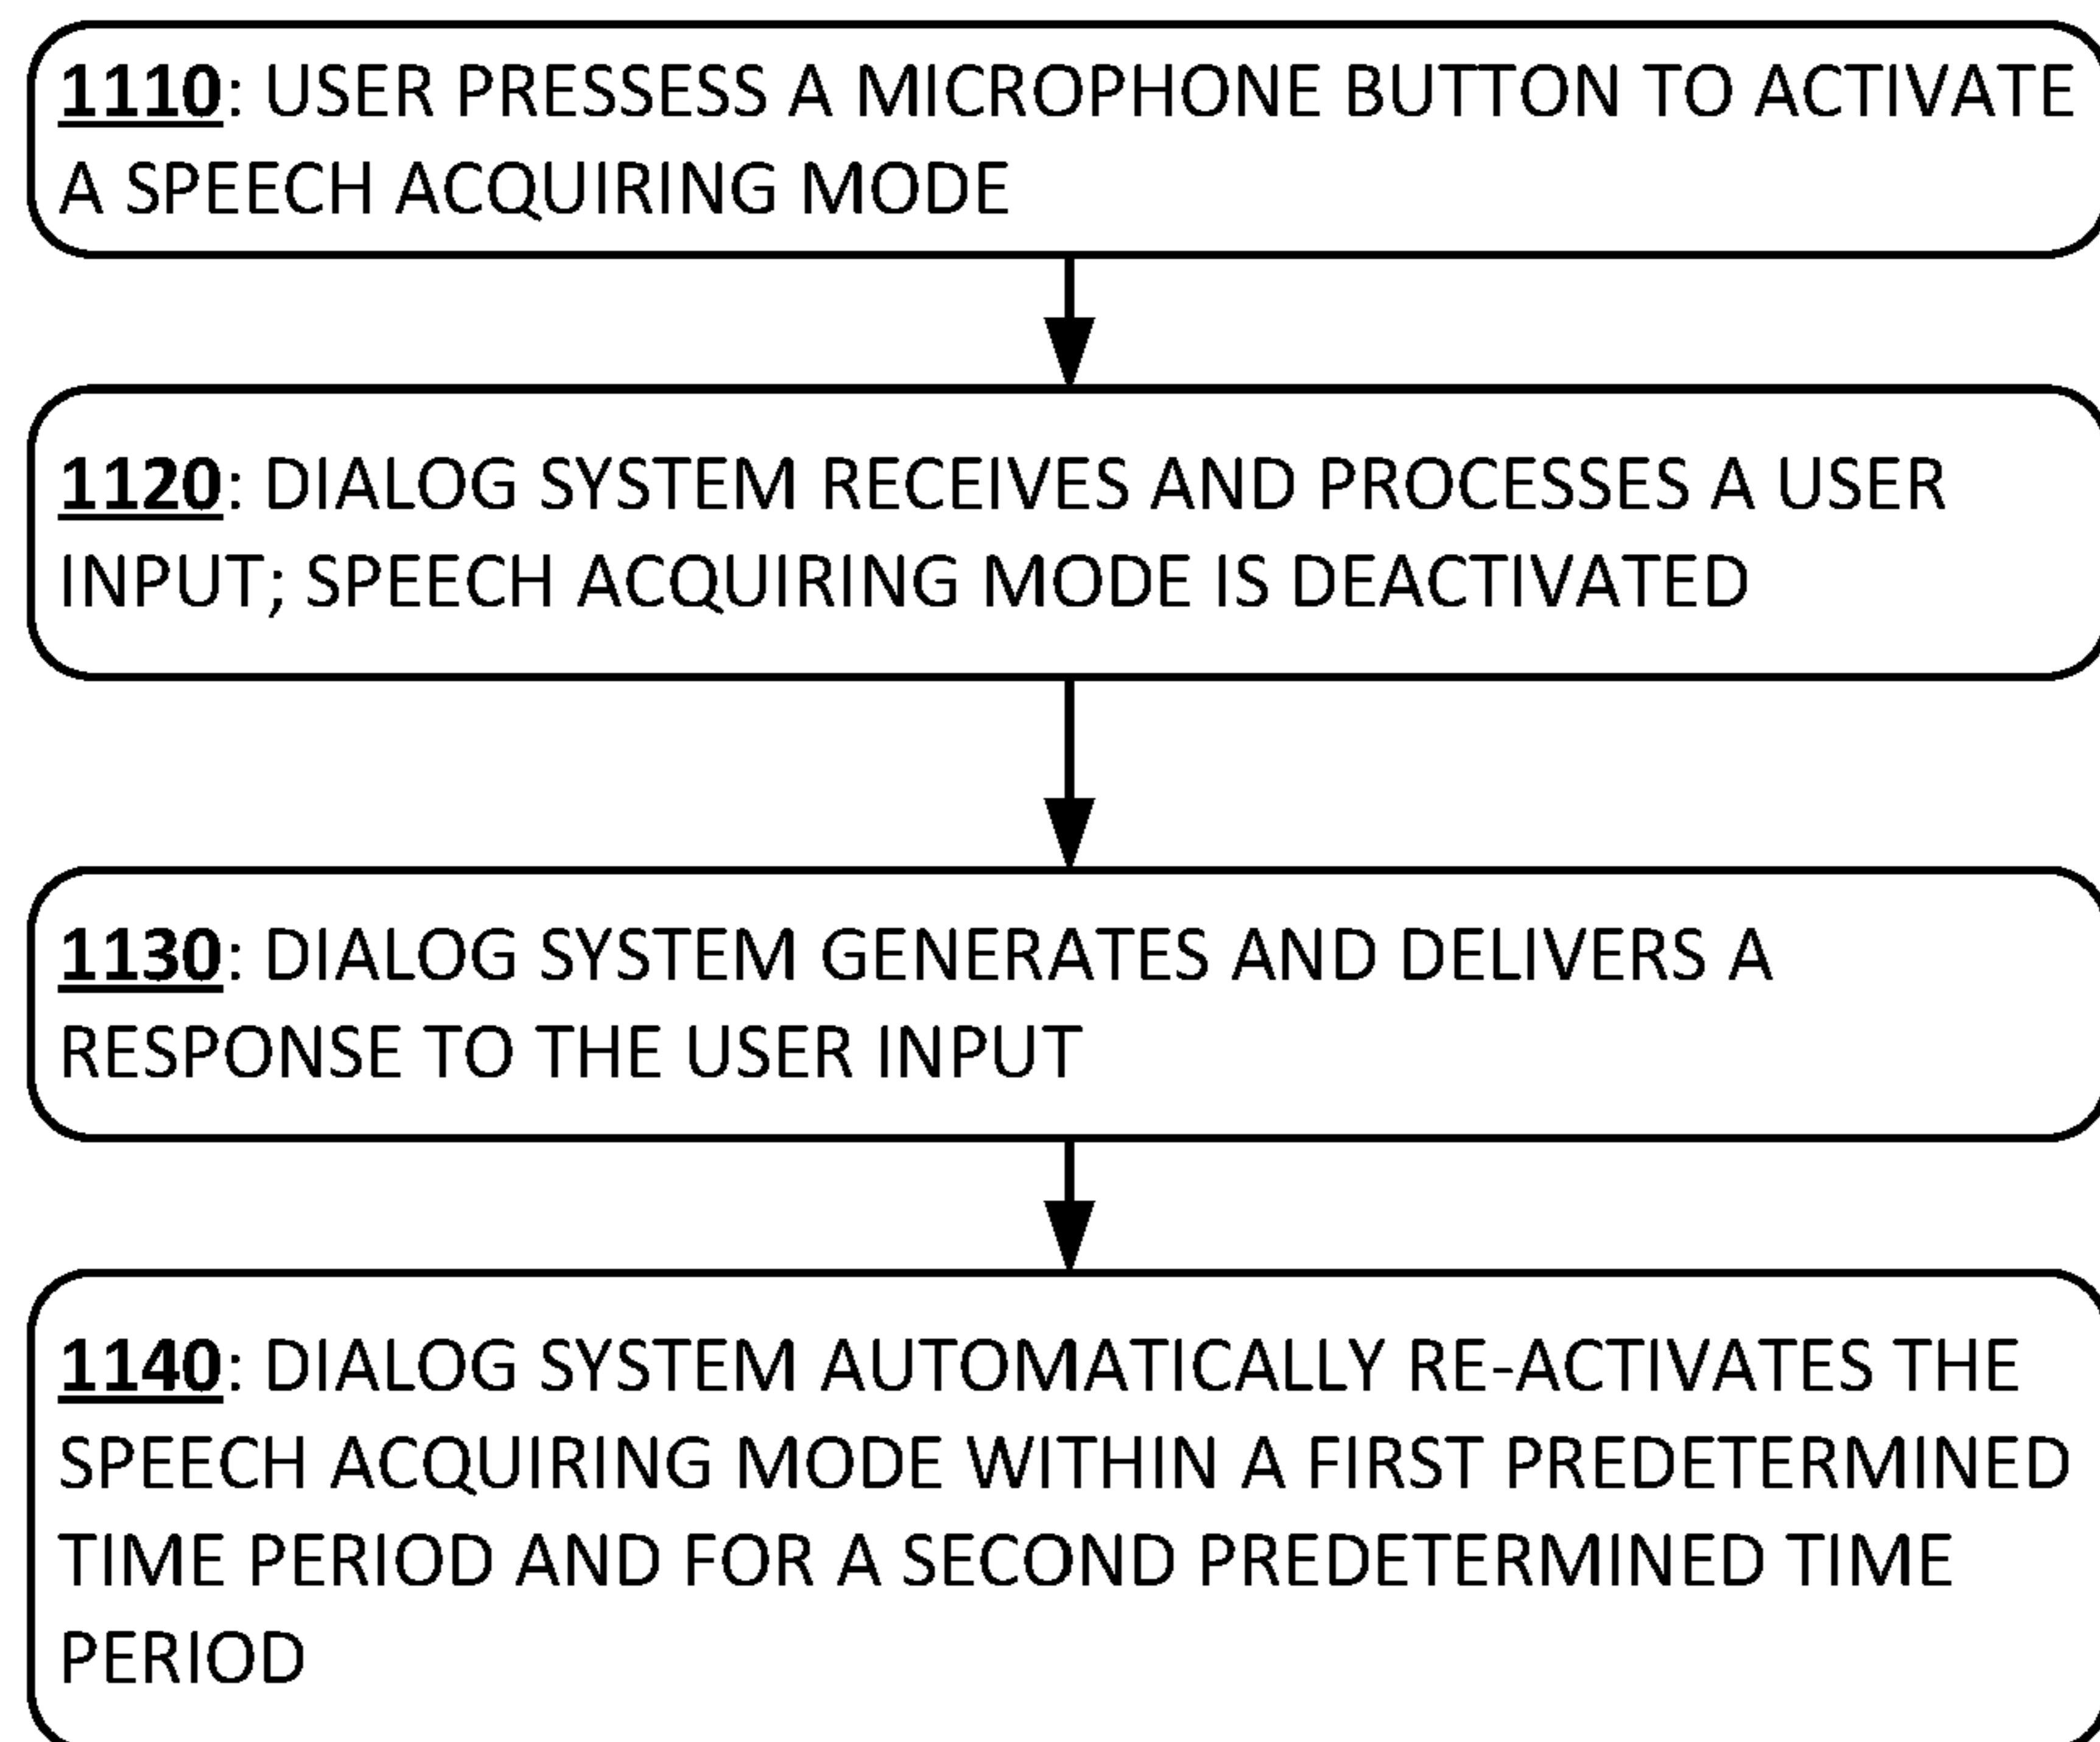 1110: USER PRESSESS A MICROPHONE BUTTON TO ACTIVATE
A SPEECH ACQUIRING MODE
1120: DIALOG SYSTEM RECEIVES AND PROCESSES A USER
INPUT; SPEECH ACQUIRING MODE IS DEACTIVATED
1130: DIALOG SYSTEM GENERATES AND DELIVERS A
RESPONSE TO THE USER INPUT
1140: DIALOG SYSTEM AUTOMATICALLY RE-ACTIVATES THE
SPEECH ACQUIRING MODE WITHIN A FIRST PREDETERMINED
TIME PERIOD AND FOR A SECOND PREDETERMINED TIME
PERIOD